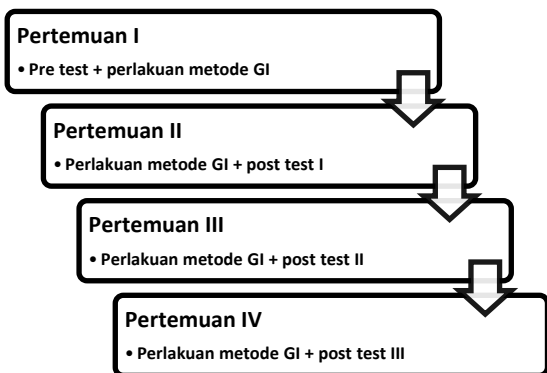 Pertemuan I
• Pre test + perlakuan metode GI
Pertemuan II
• Perlakuan metode GI + post test I
Pertemuan III
• Perlakuan metode GI + post test II
Pertemuan IV
• Perlakuan metode GI + post test III